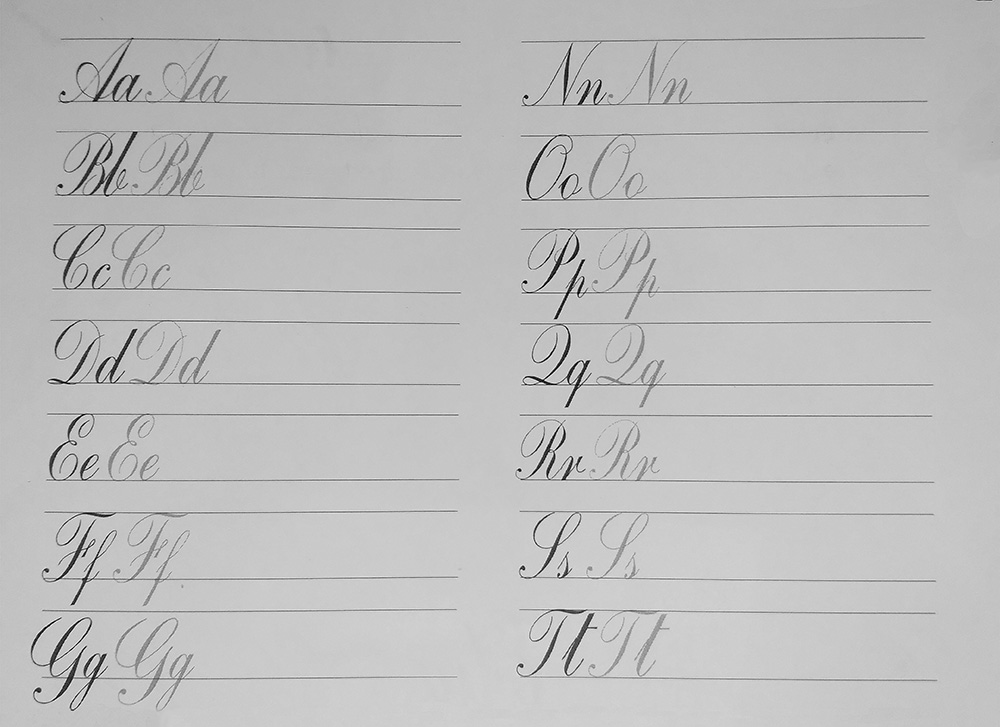 Aa Aa
Bb Bb
Cc Cc
Dd Dd
Ee Ee
Ff Ff
Gg Gg
Nn Nn
Oo Oo
Pp Pp
Qq Qq
Rr Rr
Ss Ss
Tt Tt